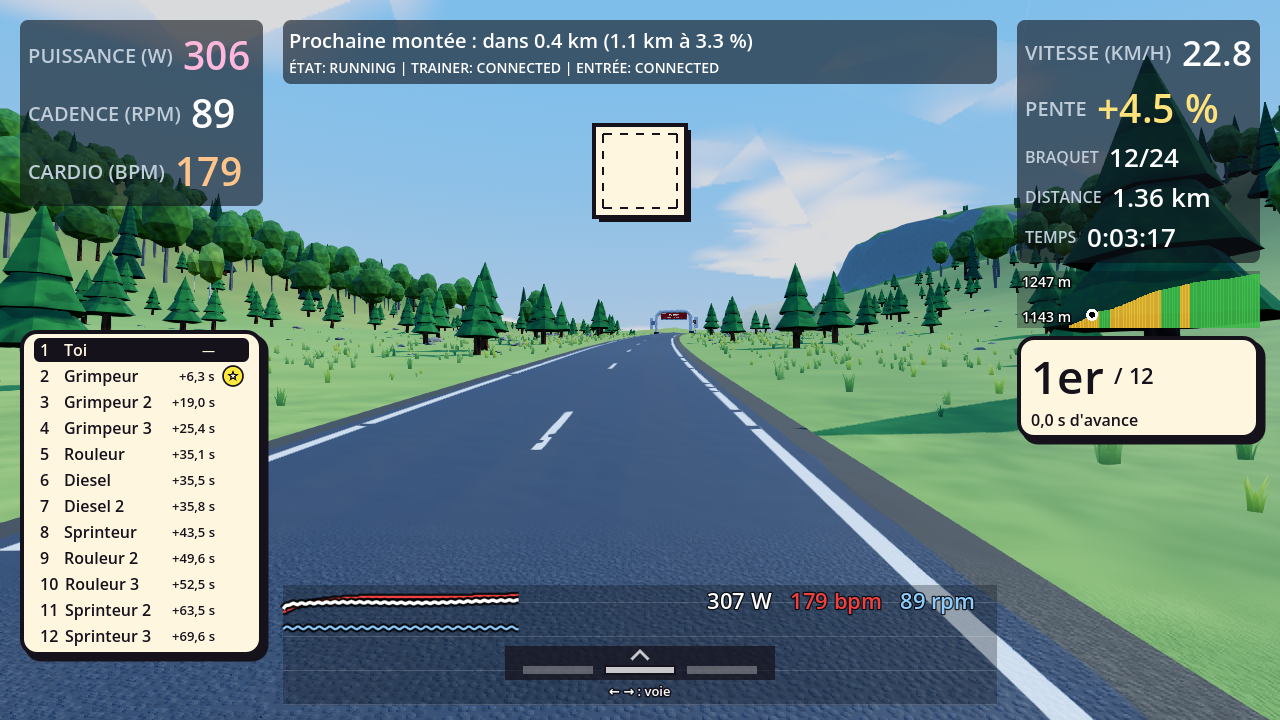 PUISSANCE (W) 306
CADENCE (RPM) 89
CARDIO (BPM) 179
Prochaine montée : dans 0.4 km (1.1 km à 3.3 %)
ÉTAT: RUNNING | TRAINER: CONNECTED | ENTRÉE: CONNECTED
VITESSE (KM/H) 22.8
PENTE +4.5 %
BRAQUET 12/24
DISTANCE 1.36 km
TEMPS 0:03:17
1247 m
1143 m
1er / 12
0,0 s d'avance
1 Toi —
2 Grimpeur +6,3 s
3 Grimpeur 2 +19,0 s
4 Grimpeur 3 +25,4 s
5 Rouleur +35,1 s
6 Diesel +35,5 s
7 Diesel 2 +35,8 s
8 Sprinteur +43,5 s
9 Rouleur 2 +49,6 s
10 Rouleur 3 +52,5 s
11 Sprinteur 2 +63,5 s
12 Sprinteur 3 +69,6 s
307 W 179 bpm 89 rpm
← → : voie